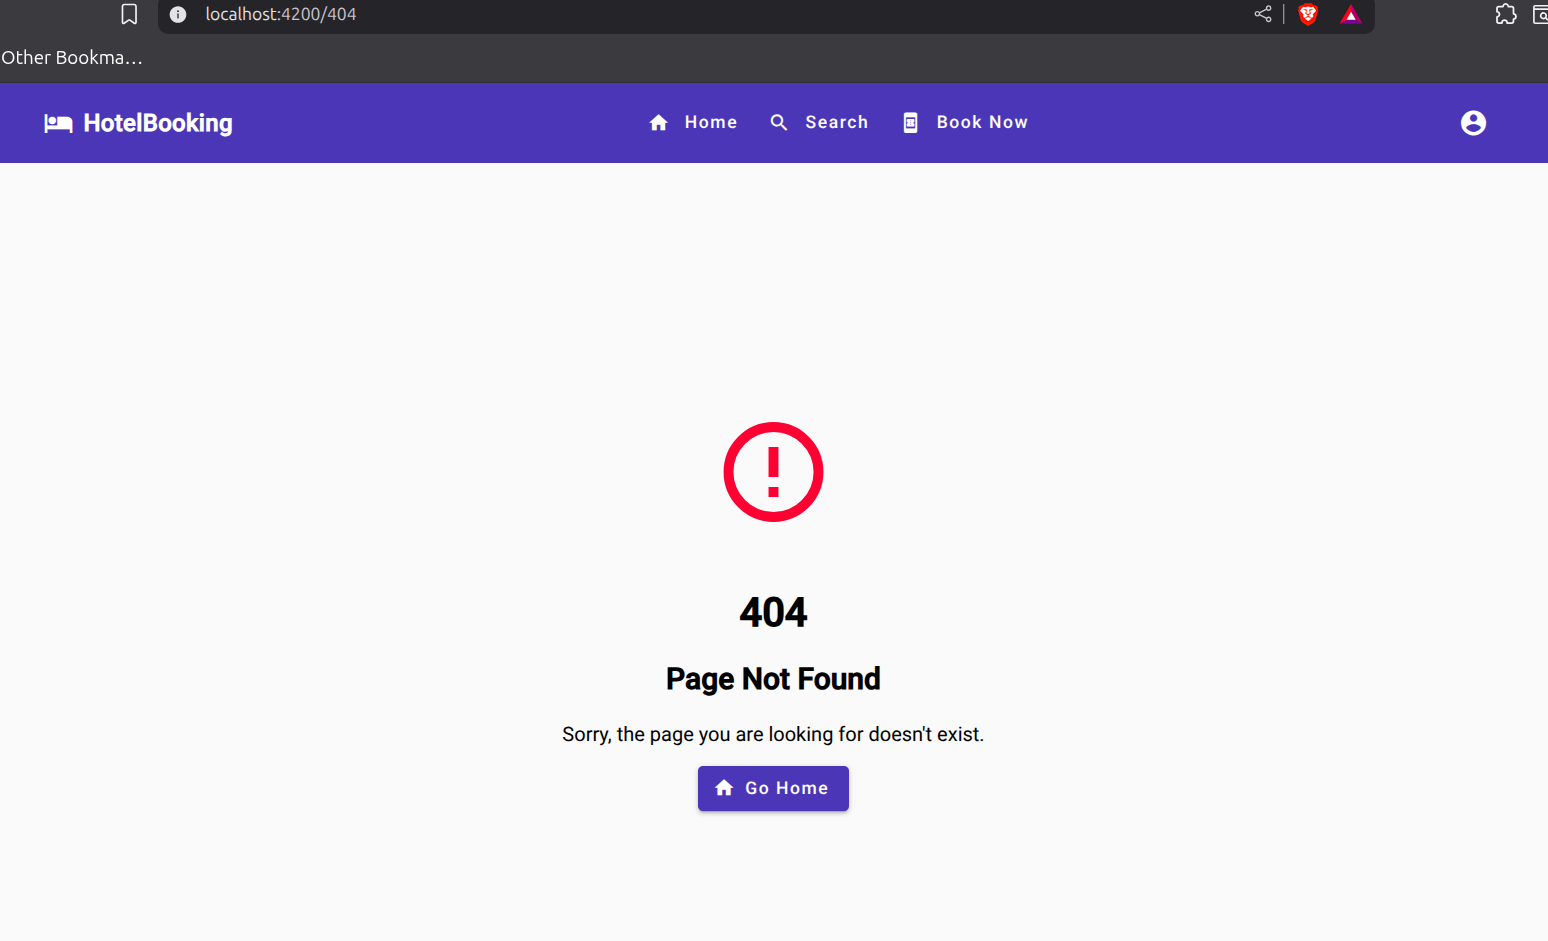 localhost:4200/404
Other Bookma...
HotelBooking
Home
Search
Book Now
404
Page Not Found
Sorry, the page you are looking for doesn't exist.
Go Home